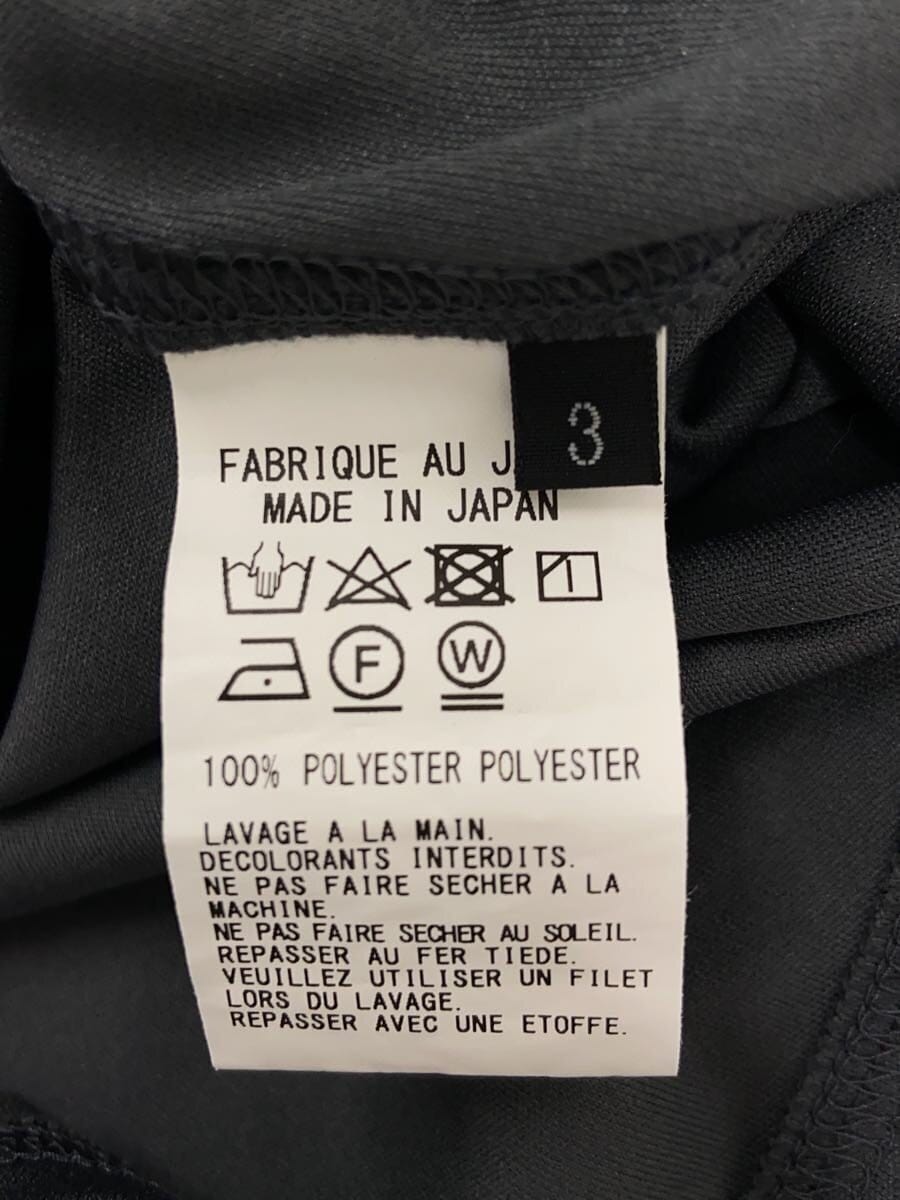 3
FABRIQUE AU
MADE IN JAPAN
F W
100% POLYESTER POLYESTER
LAVAGE A LA MAIN.
DECOLORANTS INTERDITS.
NE PAS FAIRE SECHER A LA
MACHINE.
NE PAS FAIRE SECHER AU SOLEIL.
REPASSER AU FER TIEDE.
VEUILLEZ UTILISER UN FILET
LORS DU LAVAGE.
REPASSER AVEC UNE ETOFFE.